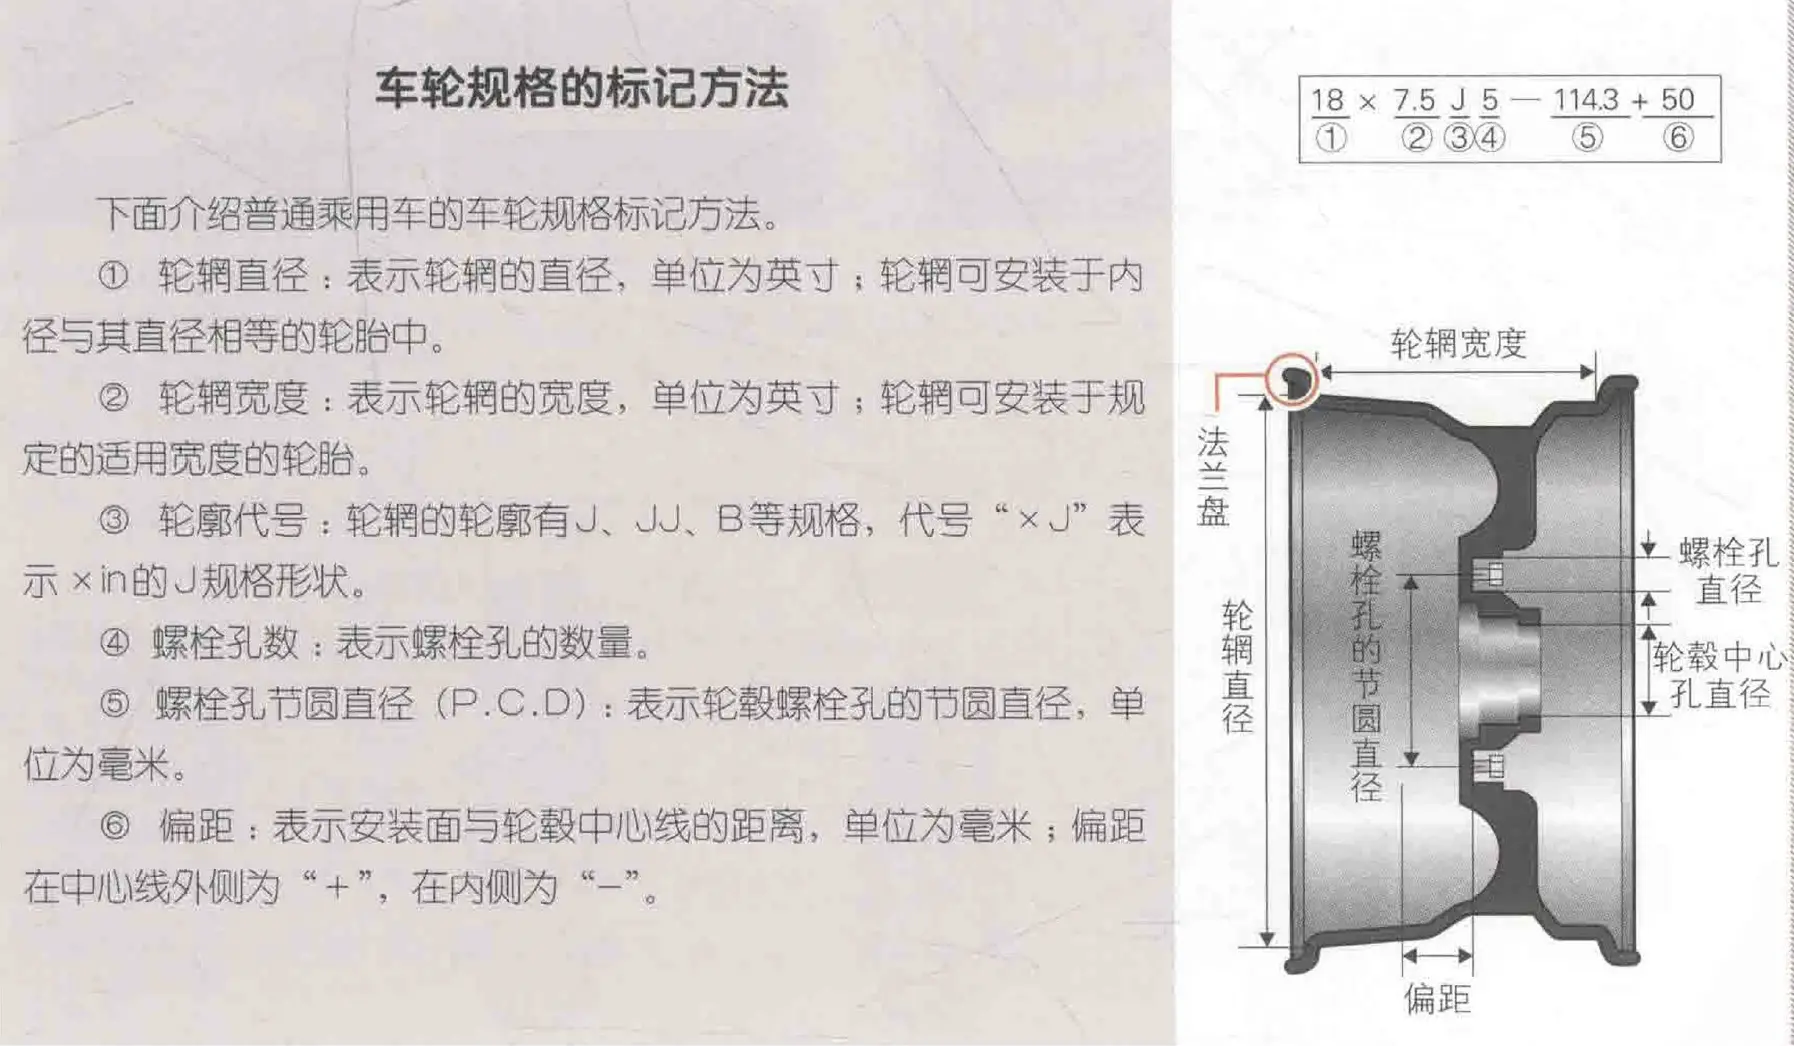 车轮规格的标记方法
下面介绍普通乘用车的车轮规格标记方法。
① 轮辋直径：表示轮辋的直径，单位为英寸；轮辋可安装于内
径与其直径相等的轮胎中。
② 轮辋宽度：表示轮辋的宽度，单位为英寸；轮辋可安装于规
定的适用宽度的轮胎。
③ 轮廓代号：轮辋的轮廓有J、JJ、B等规格，代号“×J”表
示×in的J规格形状。
④ 螺栓孔数：表示螺栓孔的数量。
⑤ 螺栓孔节圆直径（P.C.D）：表示轮毂螺栓孔的节圆直径，单
位为毫米。
⑥ 偏距：表示安装面与轮毂中心线的距离，单位为毫米；偏距
在中心线外侧为“+”，在内侧为“-”。
18 × 7.5 J 5 — 114.3 + 50
① ② ③ ④ ⑤ ⑥
轮辋宽度
法兰盘
轮辋直径
螺栓孔的节圆直径
螺栓孔
直径
轮毂中心
孔直径
偏距